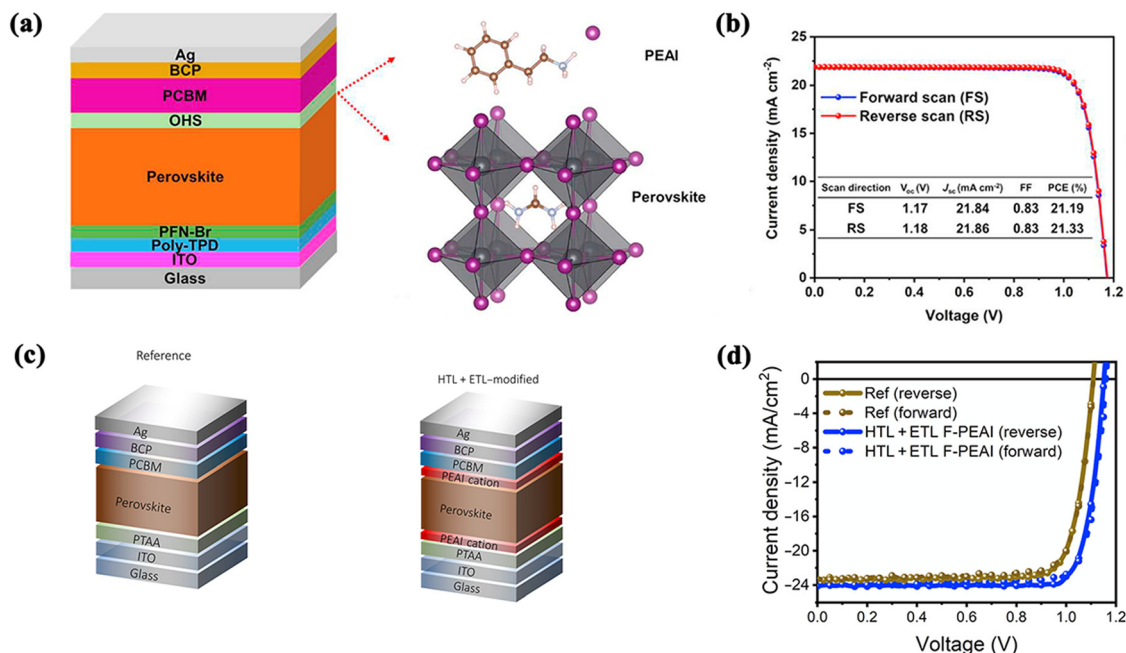 (a)
Ag
BCP
PCBM
OHS
Perovskite
PFN-Br
Poly-TPD
ITO
Glass
PEAI
Perovskite
(b)
Current density (mA cm⁻²)
25
20
15
10
5
0
Forward scan (FS)
Reverse scan (RS)
Scan direction Voc (V) Jsc (mA cm⁻²) FF PCE (%)
FS 1.17 21.84 0.83 21.19
RS 1.18 21.86 0.83 21.33
0.0 0.2 0.4 0.6 0.8 1.0 1.2
Voltage (V)
(c)
Reference
Ag
BCP
PCBM
Perovskite
PTAA
ITO
Glass
HTL + ETL–modified
Ag
BCP
PCBM
PEAI cation
Perovskite
PEAI cation
PTAA
ITO
Glass
(d)
Current density (mA/cm²)
0
−4
−8
−12
−16
−20
−24
Ref (reverse)
Ref (forward)
HTL + ETL F-PEAI (reverse)
HTL + ETL F-PEAI (forward)
0.0 0.2 0.4 0.6 0.8 1.0 1.2
Voltage (V)